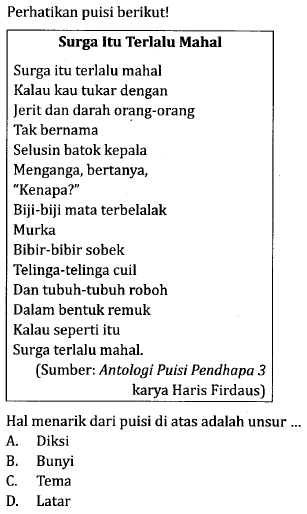 Perhatikan puisi berikut!
Surga Itu Terlalu Mahal
Surga itu terlalu mahal
Kalau kau tukar dengan
Jerit dan darah orang-orang
Tak bernama
Selusin batok kepala
Menganga, bertanya,
“Kenapa?”
Biji-biji mata terbelalak
Murka
Bibir-bibir sobek
Telinga-telinga cuil
Dan tubuh-tubuh roboh
Dalam bentuk remuk
Kalau seperti itu
Surga terlalu mahal.
(Sumber: Antologi Puisi Pendhapa 3
karya Haris Firdaus)
Hal menarik dari puisi di atas adalah unsur ...
A. Diksi
B. Bunyi
C. Tema
D. Latar